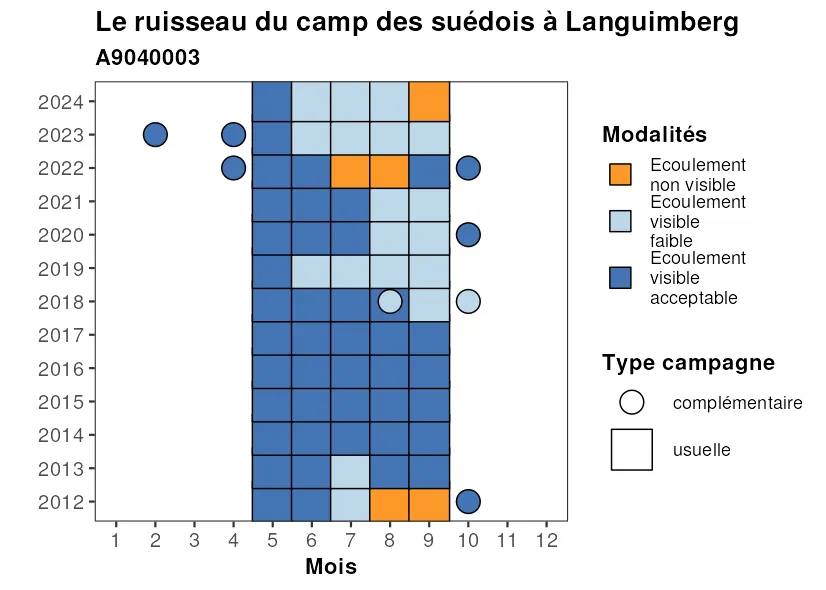 Le ruisseau du camp des suédois à Languimberg
A9040003
2024
2023
2022
2021
2020
2019
2018
2017
2016
2015
2014
2013
2012
1 2 3 4 5 6 7 8 9 10 11 12
Mois
Modalités
Ecoulement
non visible
Ecoulement
visible
faible
Ecoulement
visible
acceptable
Type campagne
complémentaire
usuelle